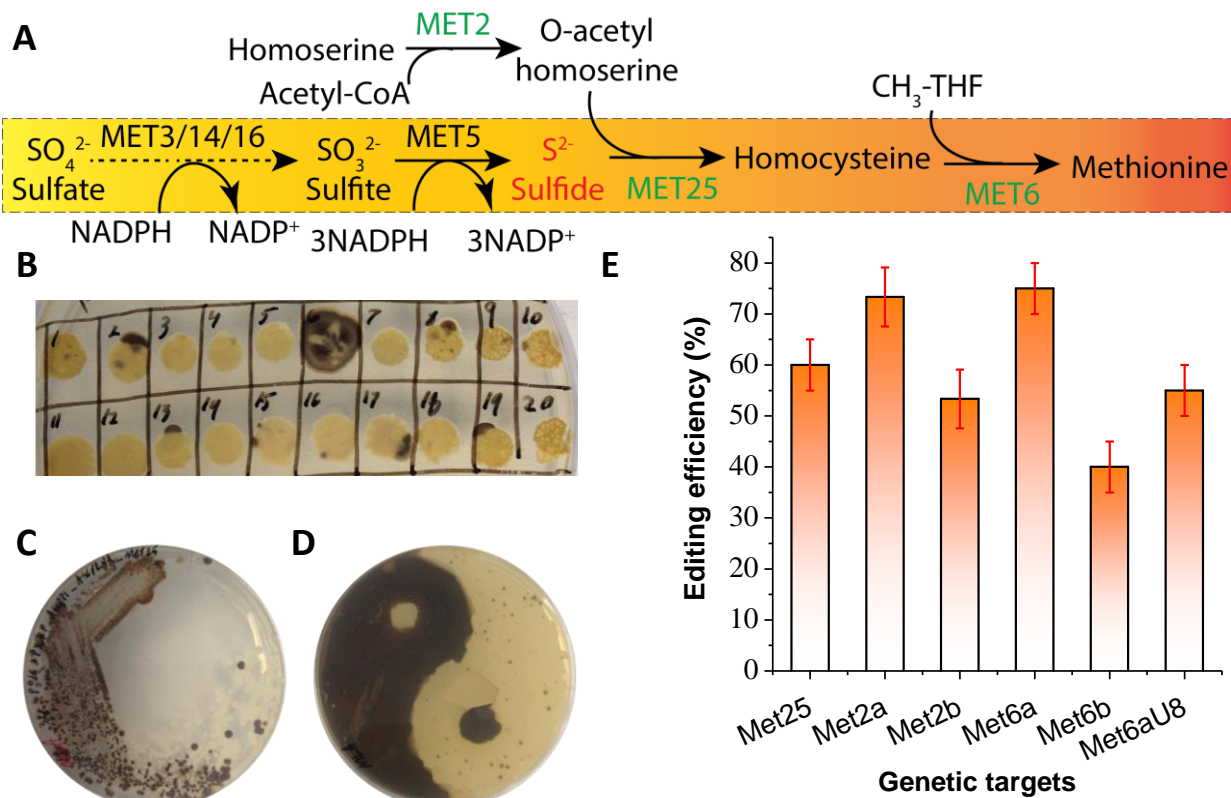 A
MET2
Homoserine
O-acetyl
homoserine
Acetyl-CoA
CH₃-THF
MET3/14/16
MET5
SO₄²⁻
SO₃²⁻
S²⁻
Sulfate
Sulfite
Sulfide
MET25
Homocysteine
MET6
Methionine
NADPH
NADP⁺
3NADPH
3NADP⁺
B
1 2 3 4 5 6 7 8 9 10
11 12 13 14 15 16 17 18 19 20
C
D
E
Editing efficiency (%)
80
70
60
50
40
30
20
10
0
Met25
Met2a
Met2b
Met6a
Met6b
Met6aU8
Genetic targets